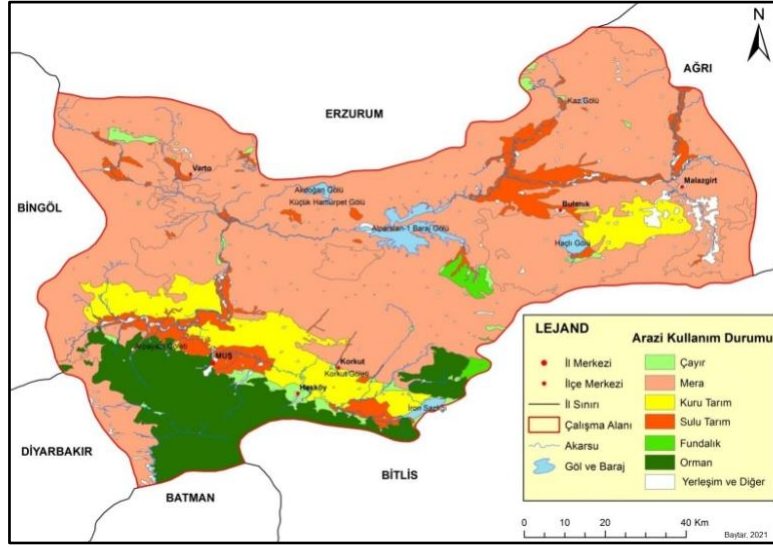 N
AĞRI
ERZURUM
Kaz Gölü
Varto
Malazgirt
Akdoğan Gölü
Küçük Hamurpet Gölü
Bulanık
BİNGÖL
Alparslan-1 Baraj Gölü
Haçlı Gölü
MUŞ
Korkut
Korkut Göleti
Hasköy
İron Sazlığı
DİYARBAKIR
BİTLİS
BATMAN
LEJAND
İl Merkezi
İlçe Merkezi
İl Sınırı
Çalışma Alanı
Akarsu
Göl ve Baraj
Arazi Kullanım Durumu
Çayır
Mera
Kuru Tarım
Sulu Tarım
Fundalık
Orman
Yerleşim ve Diğer
0 10 20 40 Km
Baytar, 2021